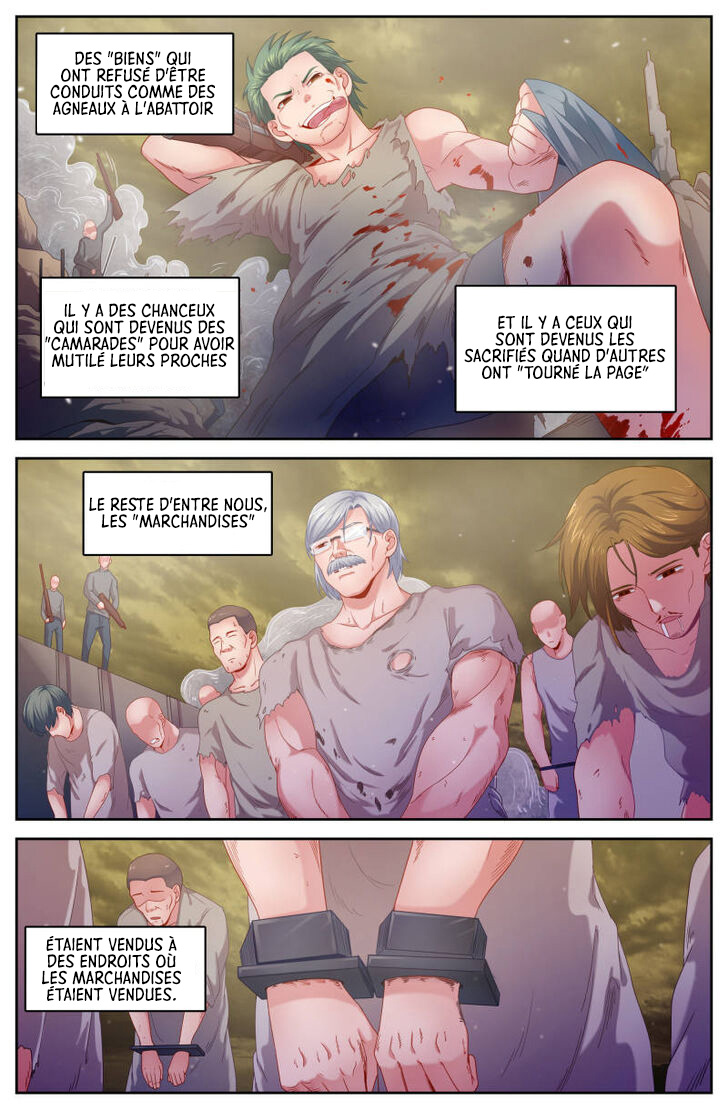 DES "BIENS" QUI
ONT REFUSÉ D'ÊTRE
CONDUITS COMME DES
AGNEAUX À L'ABATTOIR
IL Y A DES CHANCEUX
QUI SONT DEVENUS DES
"CAMARADES" POUR AVOIR
MUTILÉ LEURS PROCHES
ET IL Y A CEUX QUI
SONT DEVENUS LES
SACRIFIÉS QUAND D'AUTRES
ONT "TOURNÉ LA PAGE"
LE RESTE D'ENTRE NOUS,
LES "MARCHANDISES"
ÉTAIENT VENDUS À
DES ENDROITS OÙ
LES MARCHANDISES
ÉTAIENT VENDUES.